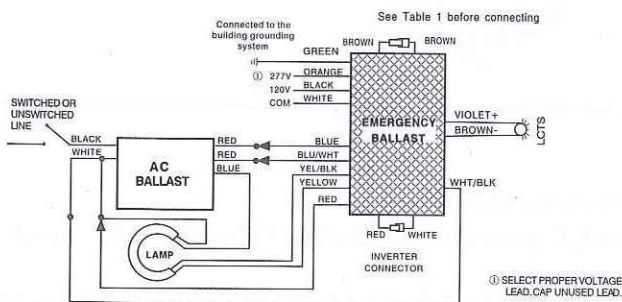 See Table 1 before connecting
Connected to the
building grounding
system
GREEN
BROWN
BROWN
① 277V
ORANGE
120V
BLACK
COM
WHITE
SWITCHED OR
UNSWITCHED
LINE
BLACK
WHITE
AC
BALLAST
RED
RED
BLUE
BLUE
BLU/WHT
YEL/BLK
YELLOW
RED
EMERGENCY
BALLAST
VIOLET+
BROWN-
LCTS
WHT/BLK
LAMP
RED
WHITE
INVERTER
CONNECTOR
① SELECT PROPER VOLTAGE
LEAD.CAP UNUSED LEAD.